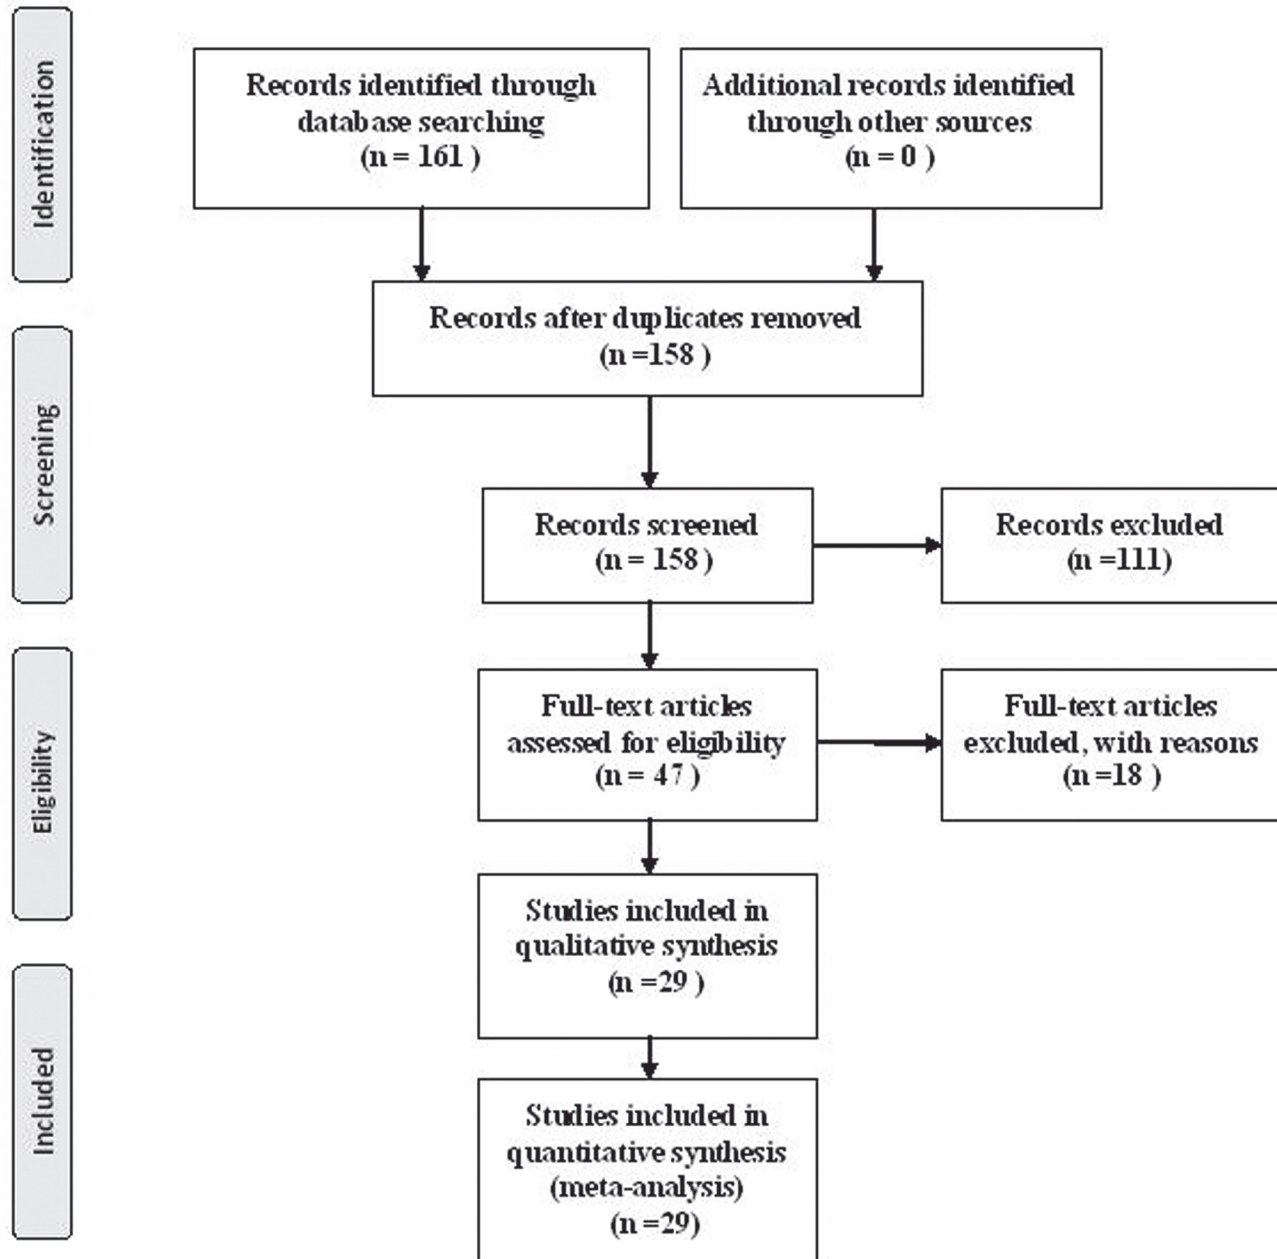 Identification
Records identified through
database searching
(n = 161 )
Additional records identified
through other sources
(n = 0 )
Records after duplicates removed
(n =158 )
Screening
Records screened
(n = 158 )
Records excluded
(n =111)
Eligibility
Full-text articles
assessed for eligibility
(n = 47 )
Full-text articles
excluded, with reasons
(n =18 )
Studies included in
qualitative synthesis
(n =29 )
Included
Studies included in
quantitative synthesis
(meta-analysis)
(n =29)